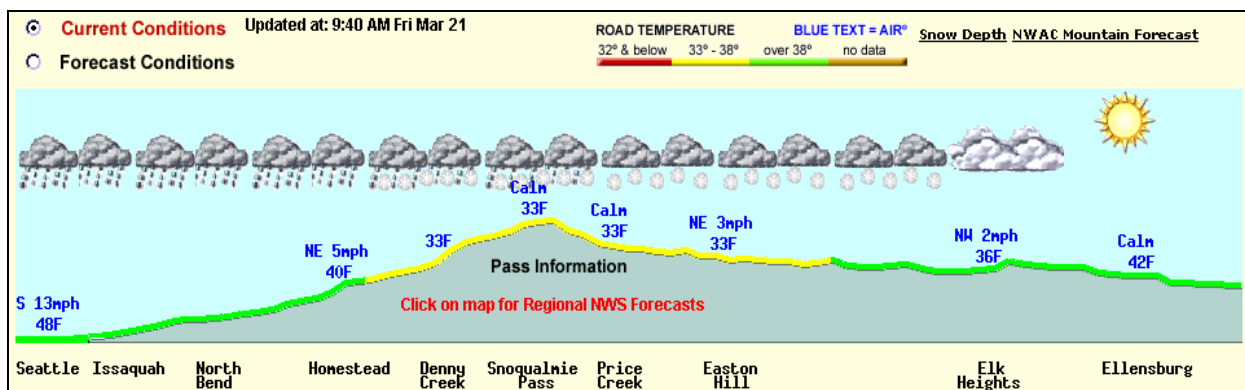 Current Conditions Updated at: 9:40 AM Fri Mar 21
Forecast Conditions
ROAD TEMPERATURE BLUE TEXT = AIR°
32° & below 33° - 38° over 38° no data
Snow Depth NWAC Mountain Forecast
S 13mph
48F
NE 5mph
40F
33F
Calm
33F
Calm
33F
NE 3mph
33F
NW 2mph
36F
Calm
42F
Pass Information
Click on map for Regional NWS Forecasts
Seattle Issaquah North Homestead Denny Snoqualmie Price Easton Elk Ellensburg
Bend Creek Pass Creek Hill Heights